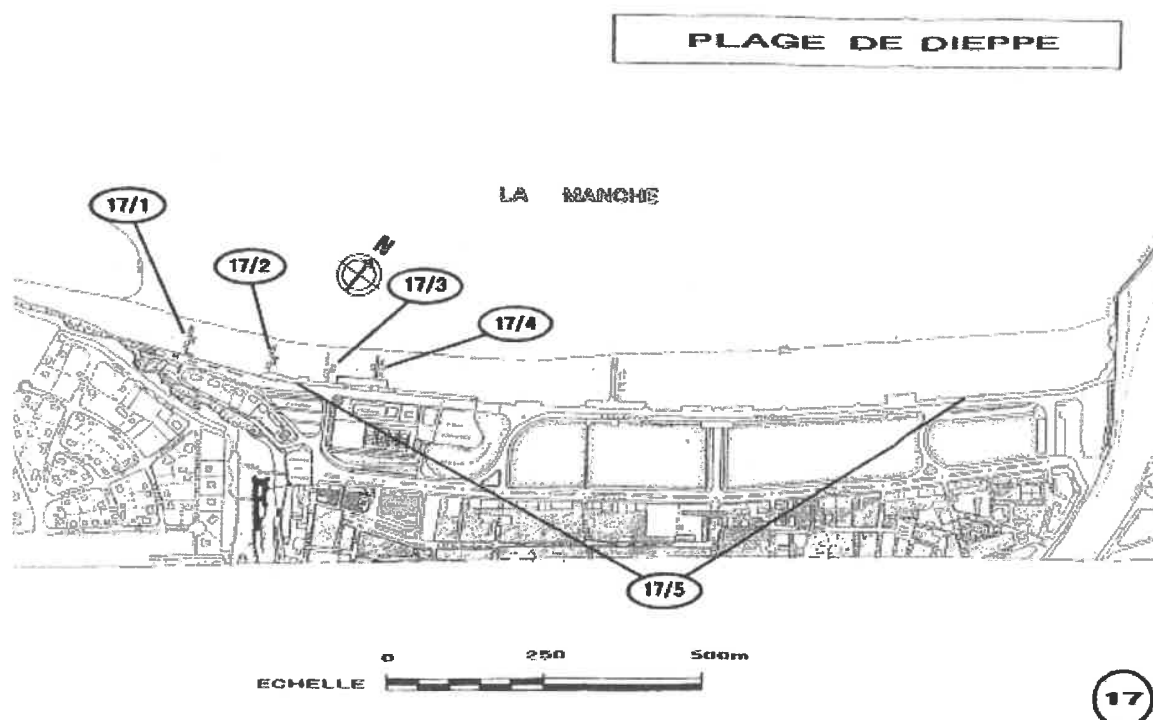 PLAGE DE DIEPPE
LA MANCHE
17/1
N
17/2
17/3
17/4
17/5
0 250 500m
ECHELLE
17